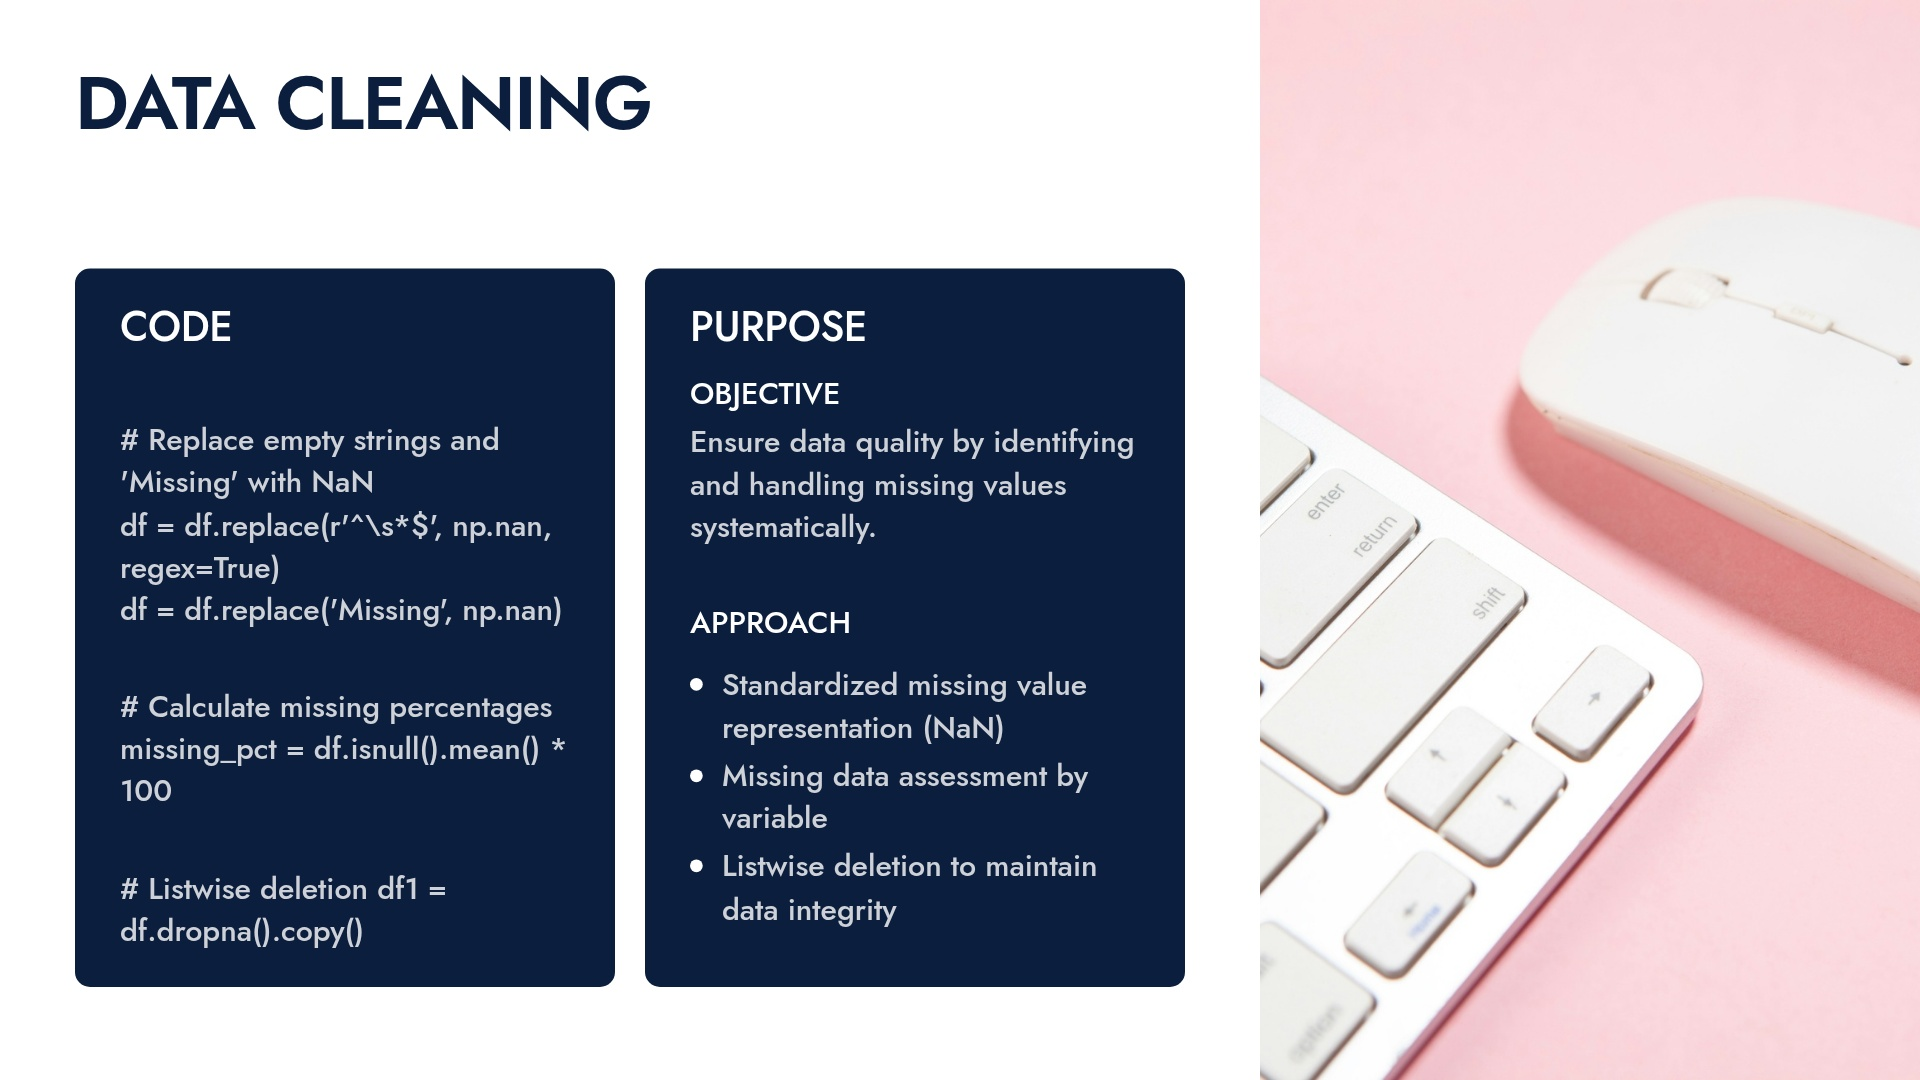 DATA CLEANING
CODE
# Replace empty strings and
'Missing' with NaN
df = df.replace(r'^\s*$', np.nan,
regex=True)
df = df.replace('Missing', np.nan)
# Calculate missing percentages
missing_pct = df.isnull().mean() *
100
# Listwise deletion df1 =
df.dropna().copy()
PURPOSE
OBJECTIVE
Ensure data quality by identifying
and handling missing values
systematically.
APPROACH
• Standardized missing value
representation (NaN)
• Missing data assessment by
variable
• Listwise deletion to maintain
data integrity
enter
return
shift
option